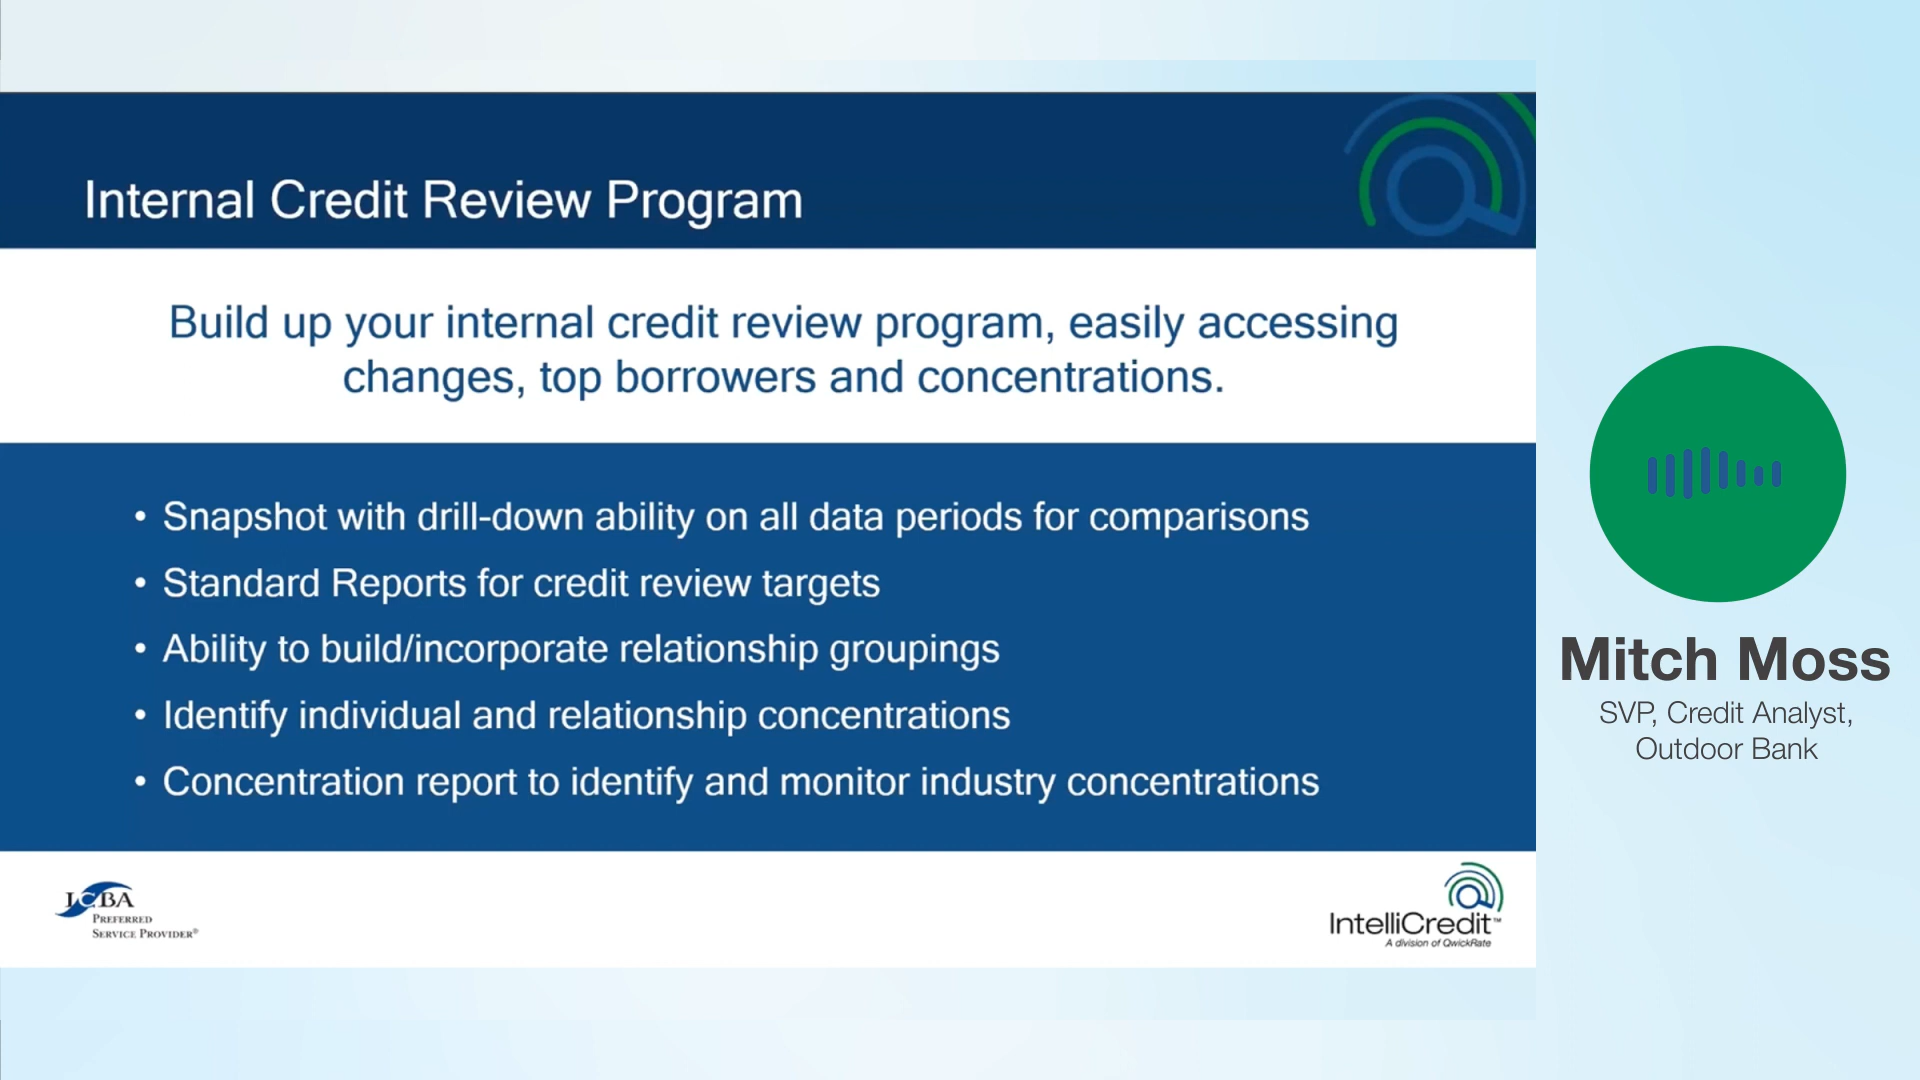 Internal Credit Review Program
Build up your internal credit review program, easily accessing
changes, top borrowers and concentrations.
• Snapshot with drill-down ability on all data periods for comparisons
• Standard Reports for credit review targets
• Ability to build/incorporate relationship groupings
• Identify individual and relationship concentrations
• Concentration report to identify and monitor industry concentrations
ICBA
PREFERRED
SERVICE PROVIDER®
IntelliCredit™
A division of QwickRate
Mitch Moss
SVP, Credit Analyst,
Outdoor Bank